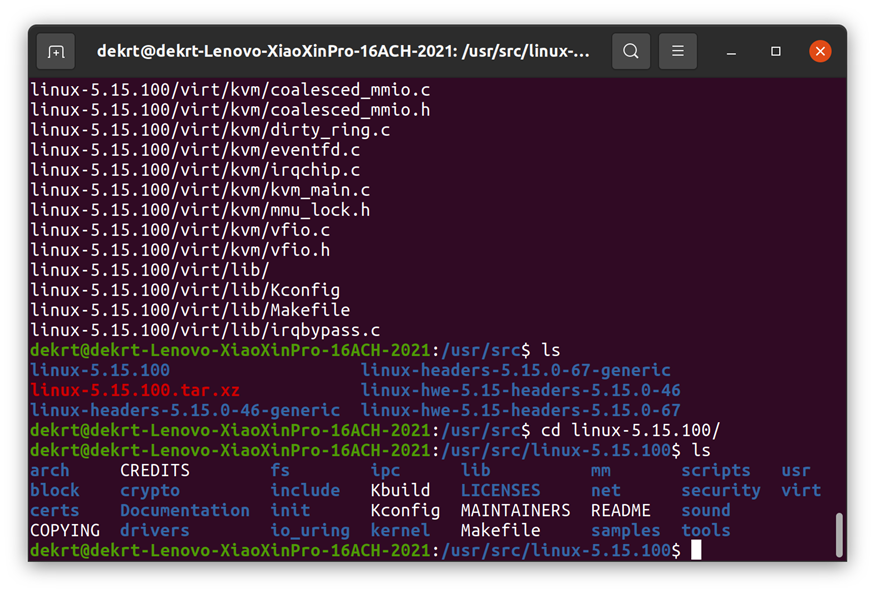 dekrt@dekrt-Lenovo-XiaoXinPro-16ACH-2021: /usr/src/linux-...
linux-5.15.100/virt/kvm/coalesced_mmio.c
linux-5.15.100/virt/kvm/coalesced_mmio.h
linux-5.15.100/virt/kvm/dirty_ring.c
linux-5.15.100/virt/kvm/eventfd.c
linux-5.15.100/virt/kvm/irqchip.c
linux-5.15.100/virt/kvm/kvm_main.c
linux-5.15.100/virt/kvm/mmu_lock.h
linux-5.15.100/virt/kvm/vfio.c
linux-5.15.100/virt/kvm/vfio.h
linux-5.15.100/virt/lib/
linux-5.15.100/virt/lib/Kconfig
linux-5.15.100/virt/lib/Makefile
linux-5.15.100/virt/lib/irqbypass.c
dekrt@dekrt-Lenovo-XiaoXinPro-16ACH-2021:/usr/src$ ls
linux-5.15.100 linux-headers-5.15.0-67-generic
linux-5.15.100.tar.xz linux-hwe-5.15-headers-5.15.0-46
linux-headers-5.15.0-46-generic linux-hwe-5.15-headers-5.15.0-67
dekrt@dekrt-Lenovo-XiaoXinPro-16ACH-2021:/usr/src$ cd linux-5.15.100/
dekrt@dekrt-Lenovo-XiaoXinPro-16ACH-2021:/usr/src/linux-5.15.100$ ls
arch CREDITS fs ipc lib mm scripts usr
block crypto include Kbuild LICENSES net security virt
certs Documentation init Kconfig MAINTAINERS README sound
COPYING drivers io_uring kernel Makefile samples tools
dekrt@dekrt-Lenovo-XiaoXinPro-16ACH-2021:/usr/src/linux-5.15.100$